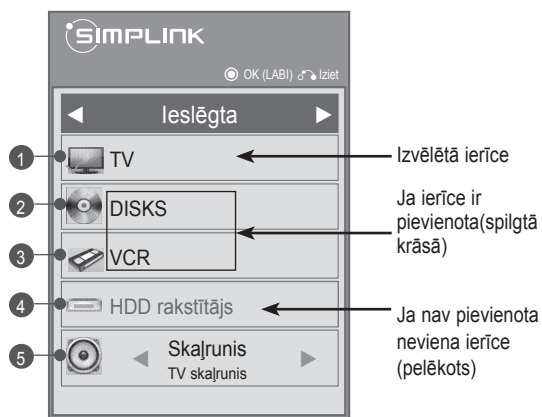 SIMPLINK
OK (LABI) Iziet
Ieslēgta
1 TV
Izvēlētā ierīce
2 DISKS
3 VCR
Ja ierīce ir
pievienota(spilgtā
krāsā)
4 HDD rakstītājs
Ja nav pievienota
neviena ierīce
(pelēkots)
5 Skaļrunis
TV skaļrunis